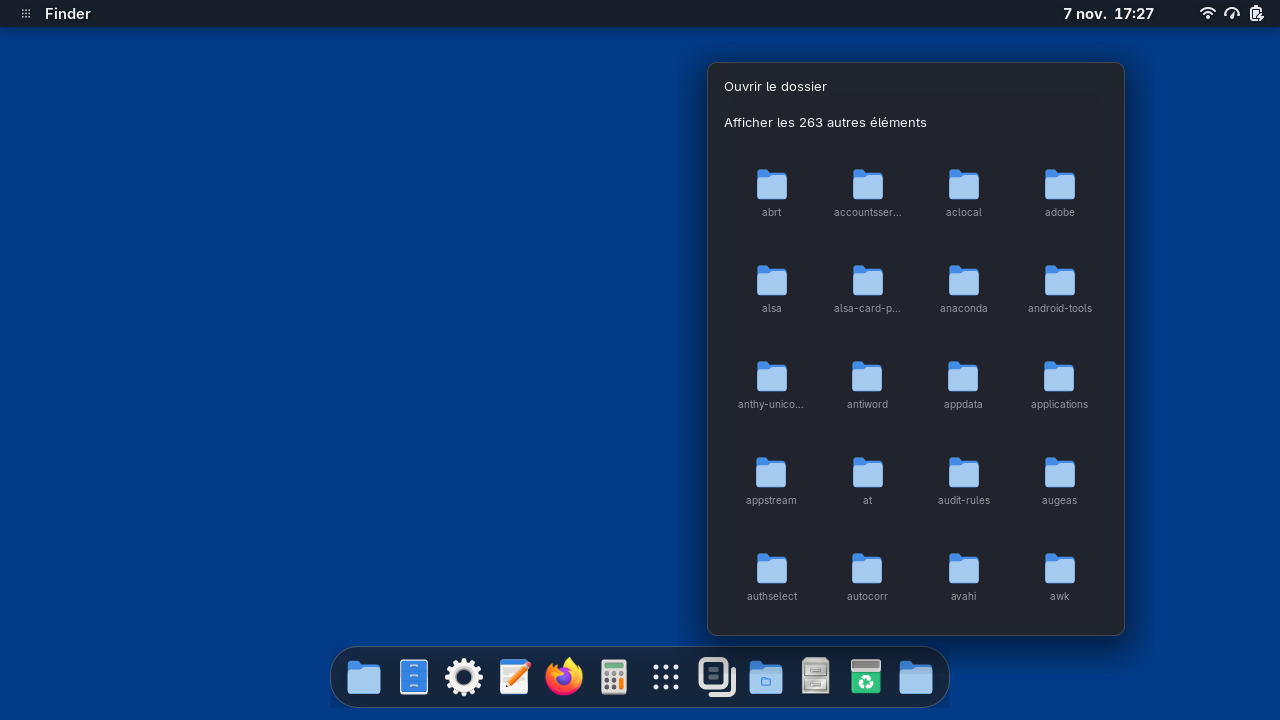 Finder
7 nov. 17:27
Ouvrir le dossier
Afficher les 263 autres éléments
abrt accountsser... aclocal adobe
alsa alsa-card-p... anaconda android-tools
anthy-unico... antiword appdata applications
appstream at audit-rules augeas
authselect autocorr avahi awk